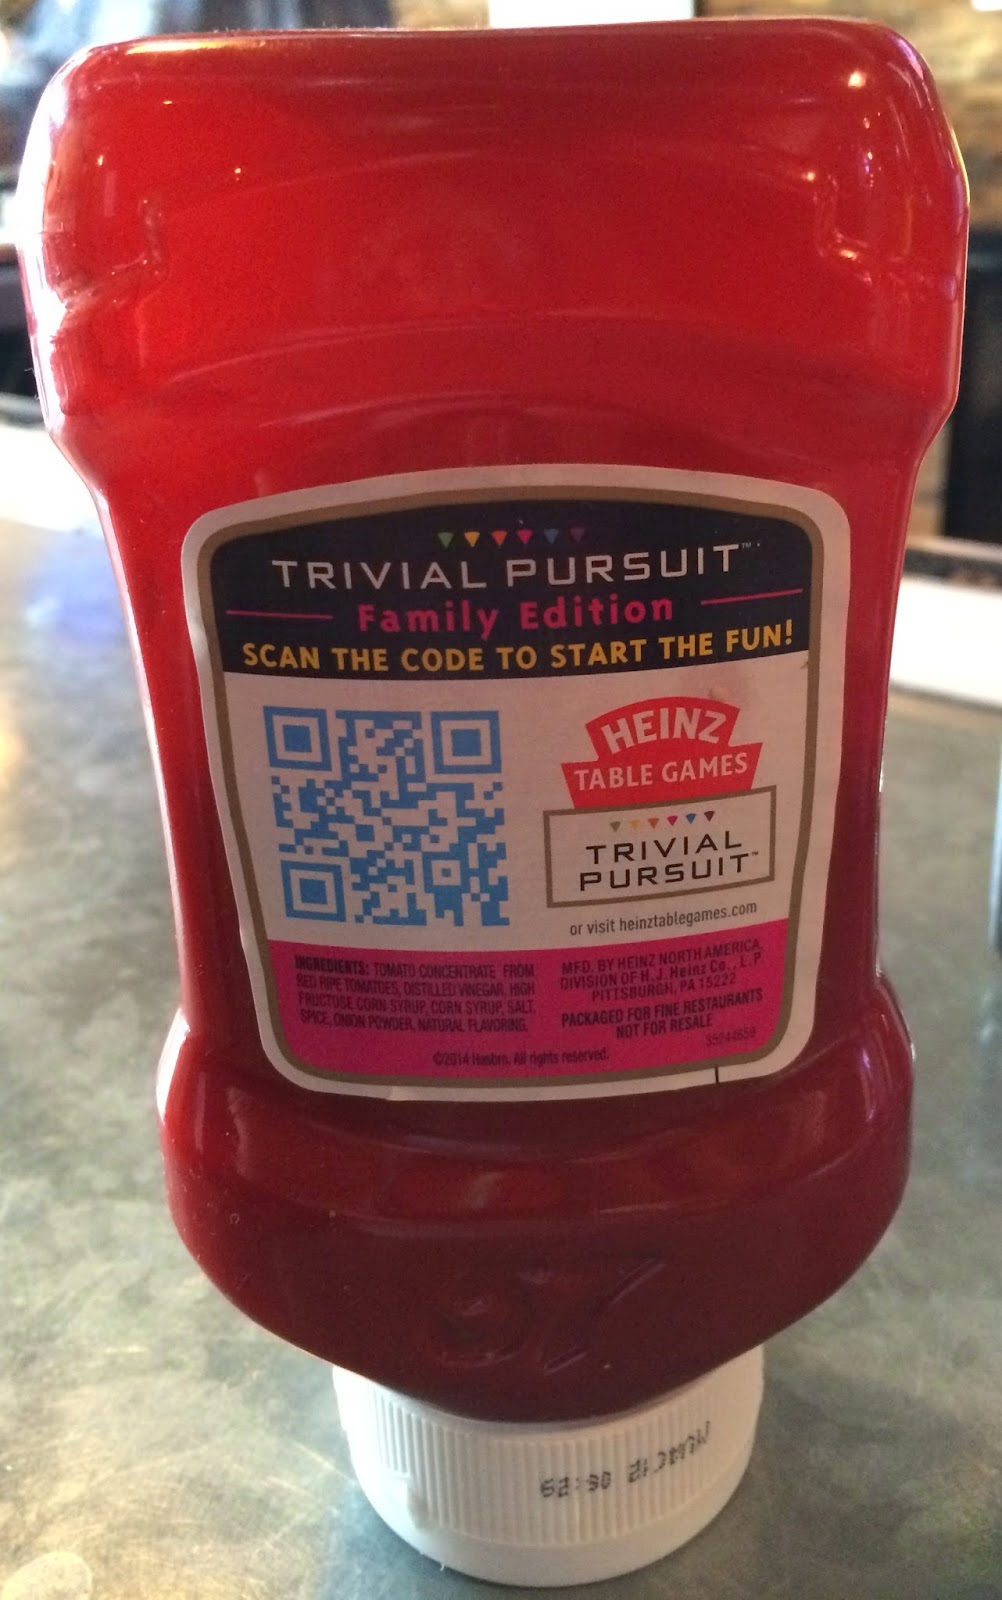 TRIVIAL PURSUIT™
Family Edition
SCAN THE CODE TO START THE FUN!
HEINZ
TABLE GAMES
TRIVIAL
PURSUIT™
or visit heinztablegames.com
INGREDIENTS: TOMATO CONCENTRATE FROM
RED RIPE TOMATOES, DISTILLED VINEGAR, HIGH
FRUCTOSE CORN SYRUP, CORN SYRUP, SALT,
SPICE, ONION POWDER, NATURAL FLAVORING.
MFD. BY HEINZ NORTH AMERICA,
DIVISION OF H.J. Heinz Co., L.P.
PITTSBURGH, PA 15222
PACKAGED FOR FINE RESTAURANTS
NOT FOR RESALE
©2014 Hasbro. All rights reserved.
57